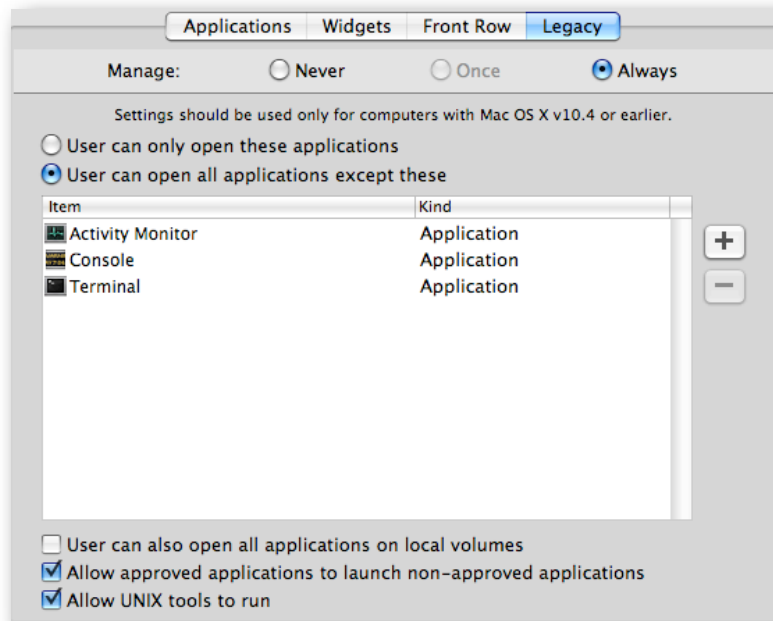 Applications Widgets Front Row Legacy
Manage: Never Once Always
Settings should be used only for computers with Mac OS X v10.4 or earlier.
User can only open these applications
User can open all applications except these
Item Kind
Activity Monitor Application
Console Application
Terminal Application
User can also open all applications on local volumes
Allow approved applications to launch non-approved applications
Allow UNIX tools to run